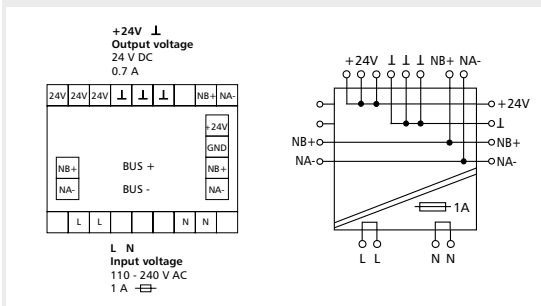 +24V ⊥
Output voltage
24 V DC
0.7 A
24V 24V 24V ⊥ ⊥ ⊥ NB+ NA-
+24V
GND
NB+ BUS + NB+
NA- BUS - NA-
L L N N
L N
Input voltage
110 - 240 V AC
1 A
+24V ⊥ ⊥ ⊥ NB+ NA-
+24V
⊥
NB+ NB+
NA- NA-
1A
L L N N